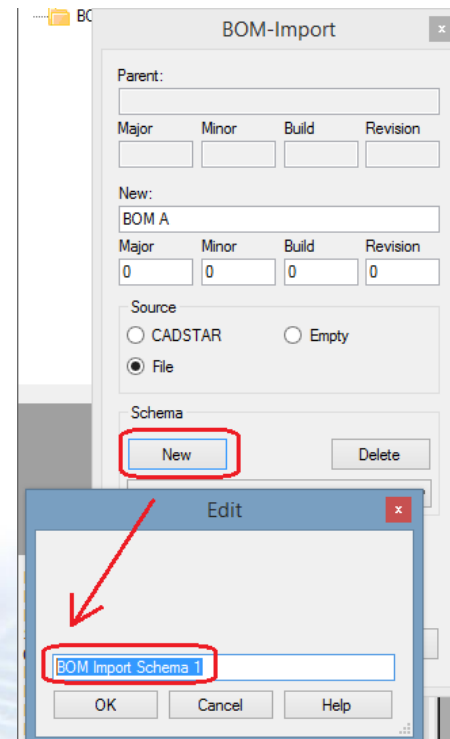 BO
BOM-Import
x
Parent:
Major Minor Build Revision
New:
BOM A
Major Minor Build Revision
0 0 0 0
Source
CADSTAR Empty
File
Schema
New Delete
Edit
x
BOM Import Schema 1
OK Cancel Help